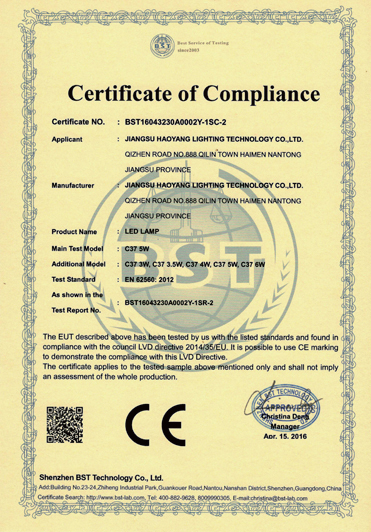 BST
Best Service of Testing
since2003
Certificate of Compliance
Certificate NO. : BST16043230A0002Y-1SC-2
Applicant : JIANGSU HAOYANG LIGHTING TECHNOLOGY CO.,LTD.
QIZHEN ROAD NO.888 QILIN TOWN HAIMEN NANTONG
JIANGSU PROVINCE
Manufacturer : JIANGSU HAOYANG LIGHTING TECHNOLOGY CO.,LTD.
QIZHEN ROAD NO.888 QILIN TOWN HAIMEN NANTONG
JIANGSU PROVINCE
Product Name : LED LAMP
Main Test Model : C37 5W
Additional Model : C37 3W, C37 3.5W, C37 4W, C37 5W, C37 6W
Test Standard : EN 62560: 2012
As shown in the
Test Report No. : BST16043230A0002Y-1SR-2
BST
The EUT described above has been tested by us with the listed standards and found in
compliance with the council LVD directive 2014/35/EU. It is possible to use CE marking
to demonstrate the compliance with this LVD Directive.
The certificate applies to the tested sample above mentioned only and shall not imply
an assessment of the whole production.
CE
BST TECHNOLOGY
APPROVED
Christina Deng
Manager
Apr. 15. 2016
Shenzhen BST Technology Co., Ltd.
Add:Building No.23-24,Zhiheng Industrial Park,Guankouer Road,Nantou,Nanshan District,Shenzhen,Guangdong,China
Certificate Search: http://www.bst-lab.com, Tel: 400-882-9628, 8009990305, E-mail:christina@bst-lab.com